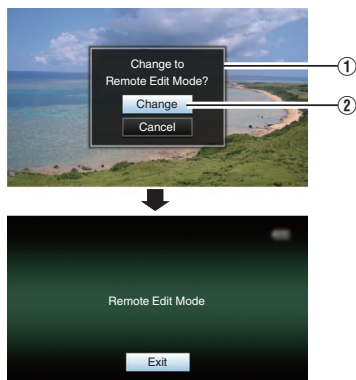 Change to
Remote Edit Mode?
Change
Cancel
①
②
Remote Edit Mode
Exit